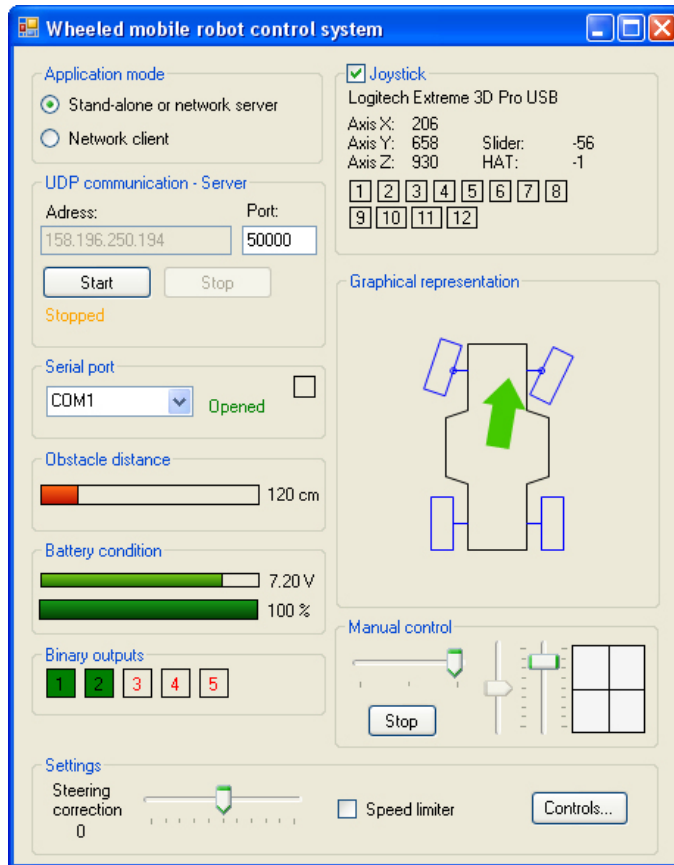 Wheeled mobile robot control system
Application mode
Stand-alone or network server
Network client
UDP communication - Server
Adress: Port:
158.196.250.194 50000
Start Stop
Stopped
Serial port
COM1 Opened
Obstacle distance
120 cm
Battery condition
7.20 V
100 %
Binary outputs
1 2 3 4 5
Joystick
Logitech Extreme 3D Pro USB
Axis X: 206
Axis Y: 658 Slider: -56
Axis Z: 930 HAT: -1
1 2 3 4 5 6 7 8
9 10 11 12
Graphical representation
Manual control
Stop
Settings
Steering
correction
0
Speed limiter
Controls...